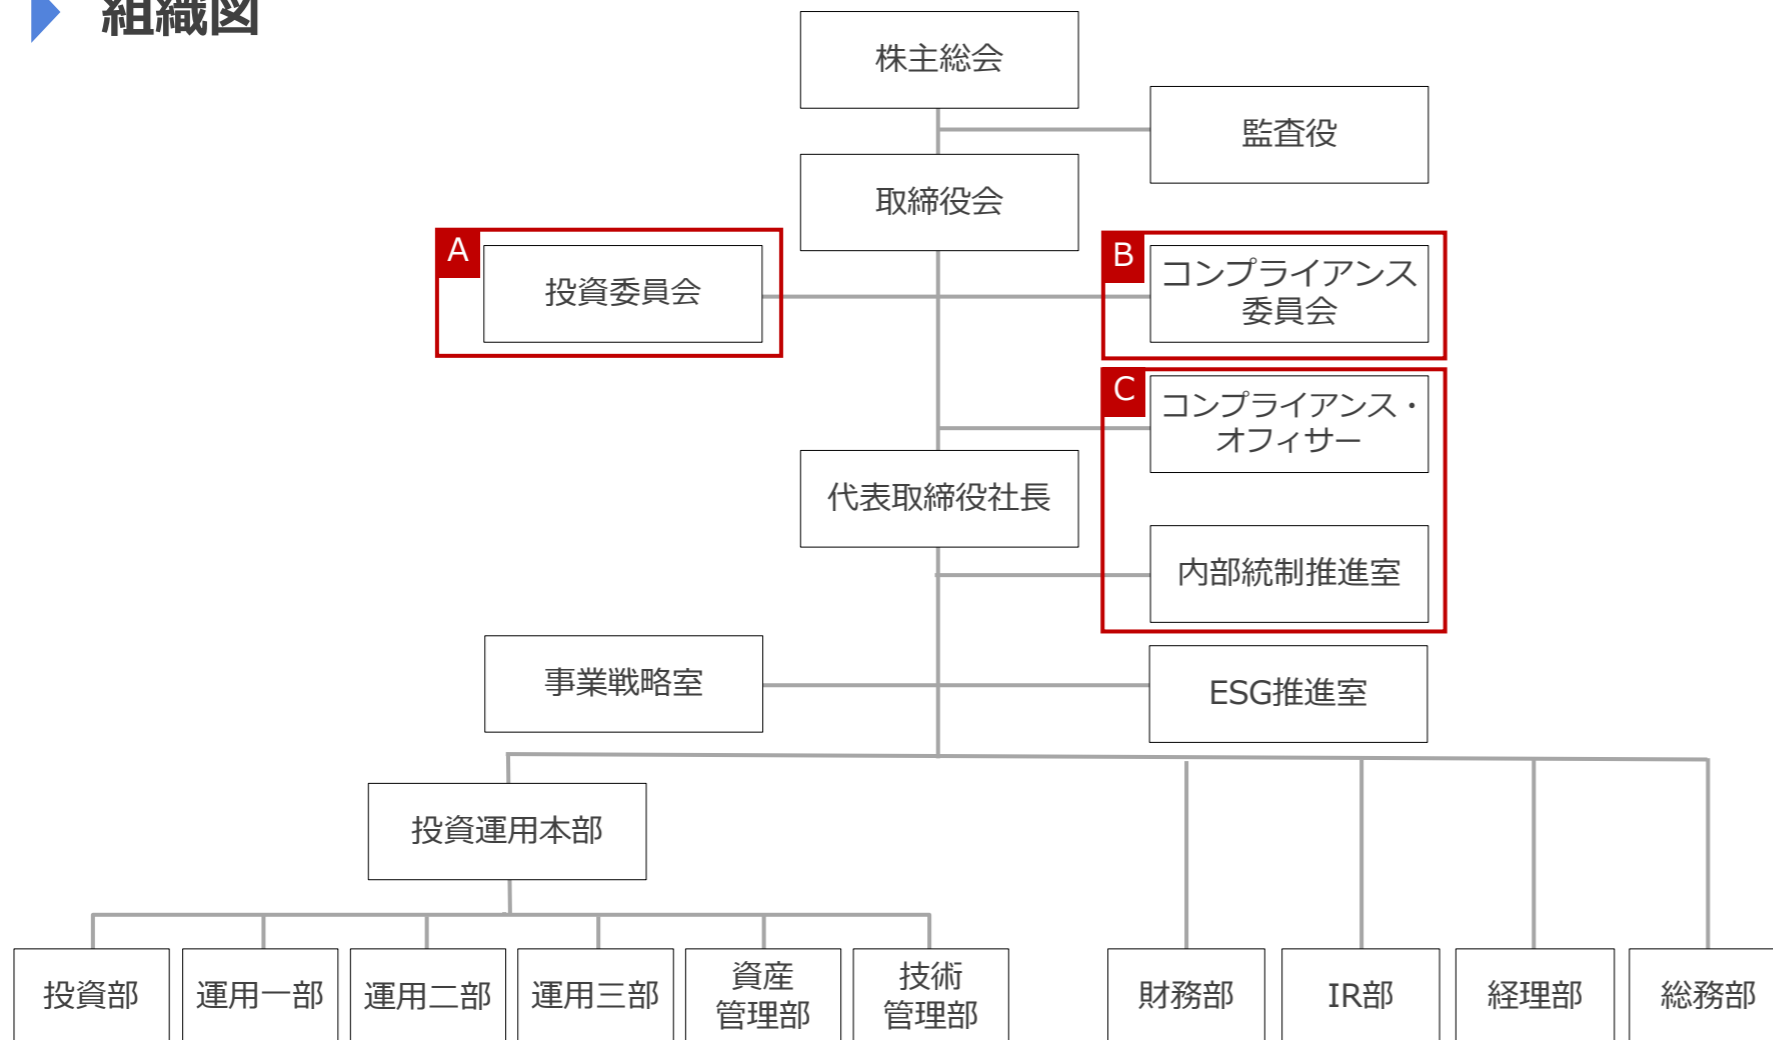 組織図
株主総会
監査役
取締役会
A
投資委員会
B
コンプライアンス
委員会
C
コンプライアンス・
オフィサー
代表取締役社長
内部統制推進室
事業戦略室
ESG推進室
投資運用本部
投資部
運用一部
運用二部
運用三部
資産
管理部
技術
管理部
財務部
IR部
経理部
総務部